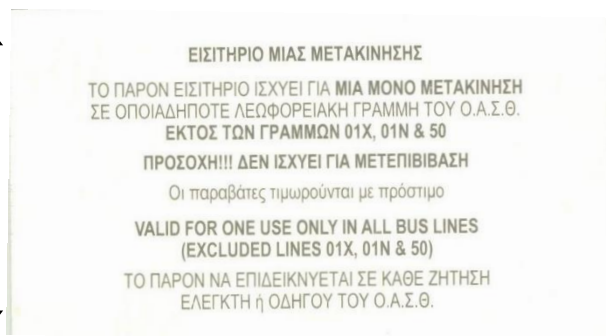 ΕΙΣΙΤΗΡΙΟ ΜΙΑΣ ΜΕΤΑΚΙΝΗΣΗΣ
ΤΟ ΠΑΡΟΝ ΕΙΣΙΤΗΡΙΟ ΙΣΧΥΕΙ ΓΙΑ ΜΙΑ ΜΟΝΟ ΜΕΤΑΚΙΝΗΣΗ
ΣΕ ΟΠΟΙΑΔΗΠΟΤΕ ΛΕΩΦΟΡΕΙΑΚΗ ΓΡΑΜΜΗ ΤΟΥ Ο.Α.Σ.Θ.
ΕΚΤΟΣ ΤΩΝ ΓΡΑΜΜΩΝ 01Χ, 01Ν & 50
ΠΡΟΣΟΧΗ!!! ΔΕΝ ΙΣΧΥΕΙ ΓΙΑ ΜΕΤΕΠΙΒΙΒΑΣΗ
Οι παραβάτες τιμωρούνται με πρόστιμο
VALID FOR ONE USE ONLY IN ALL BUS LINES
(EXCLUDED LINES 01X, 01N & 50)
ΤΟ ΠΑΡΟΝ ΝΑ ΕΠΙΔΕΙΚΝΥΕΤΑΙ ΣΕ ΚΑΘΕ ΖΗΤΗΣΗ
ΕΛΕΓΚΤΗ ή ΟΔΗΓΟΥ ΤΟΥ Ο.Α.Σ.Θ.